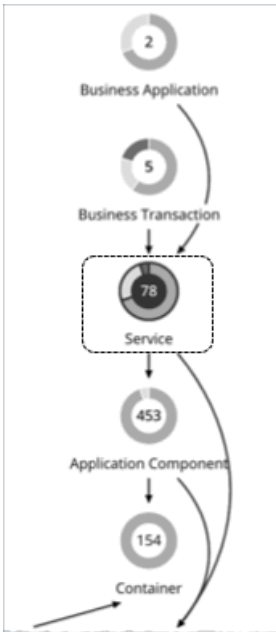 2
Business Application
5
Business Transaction
78
Service
453
Application Component
154
Container